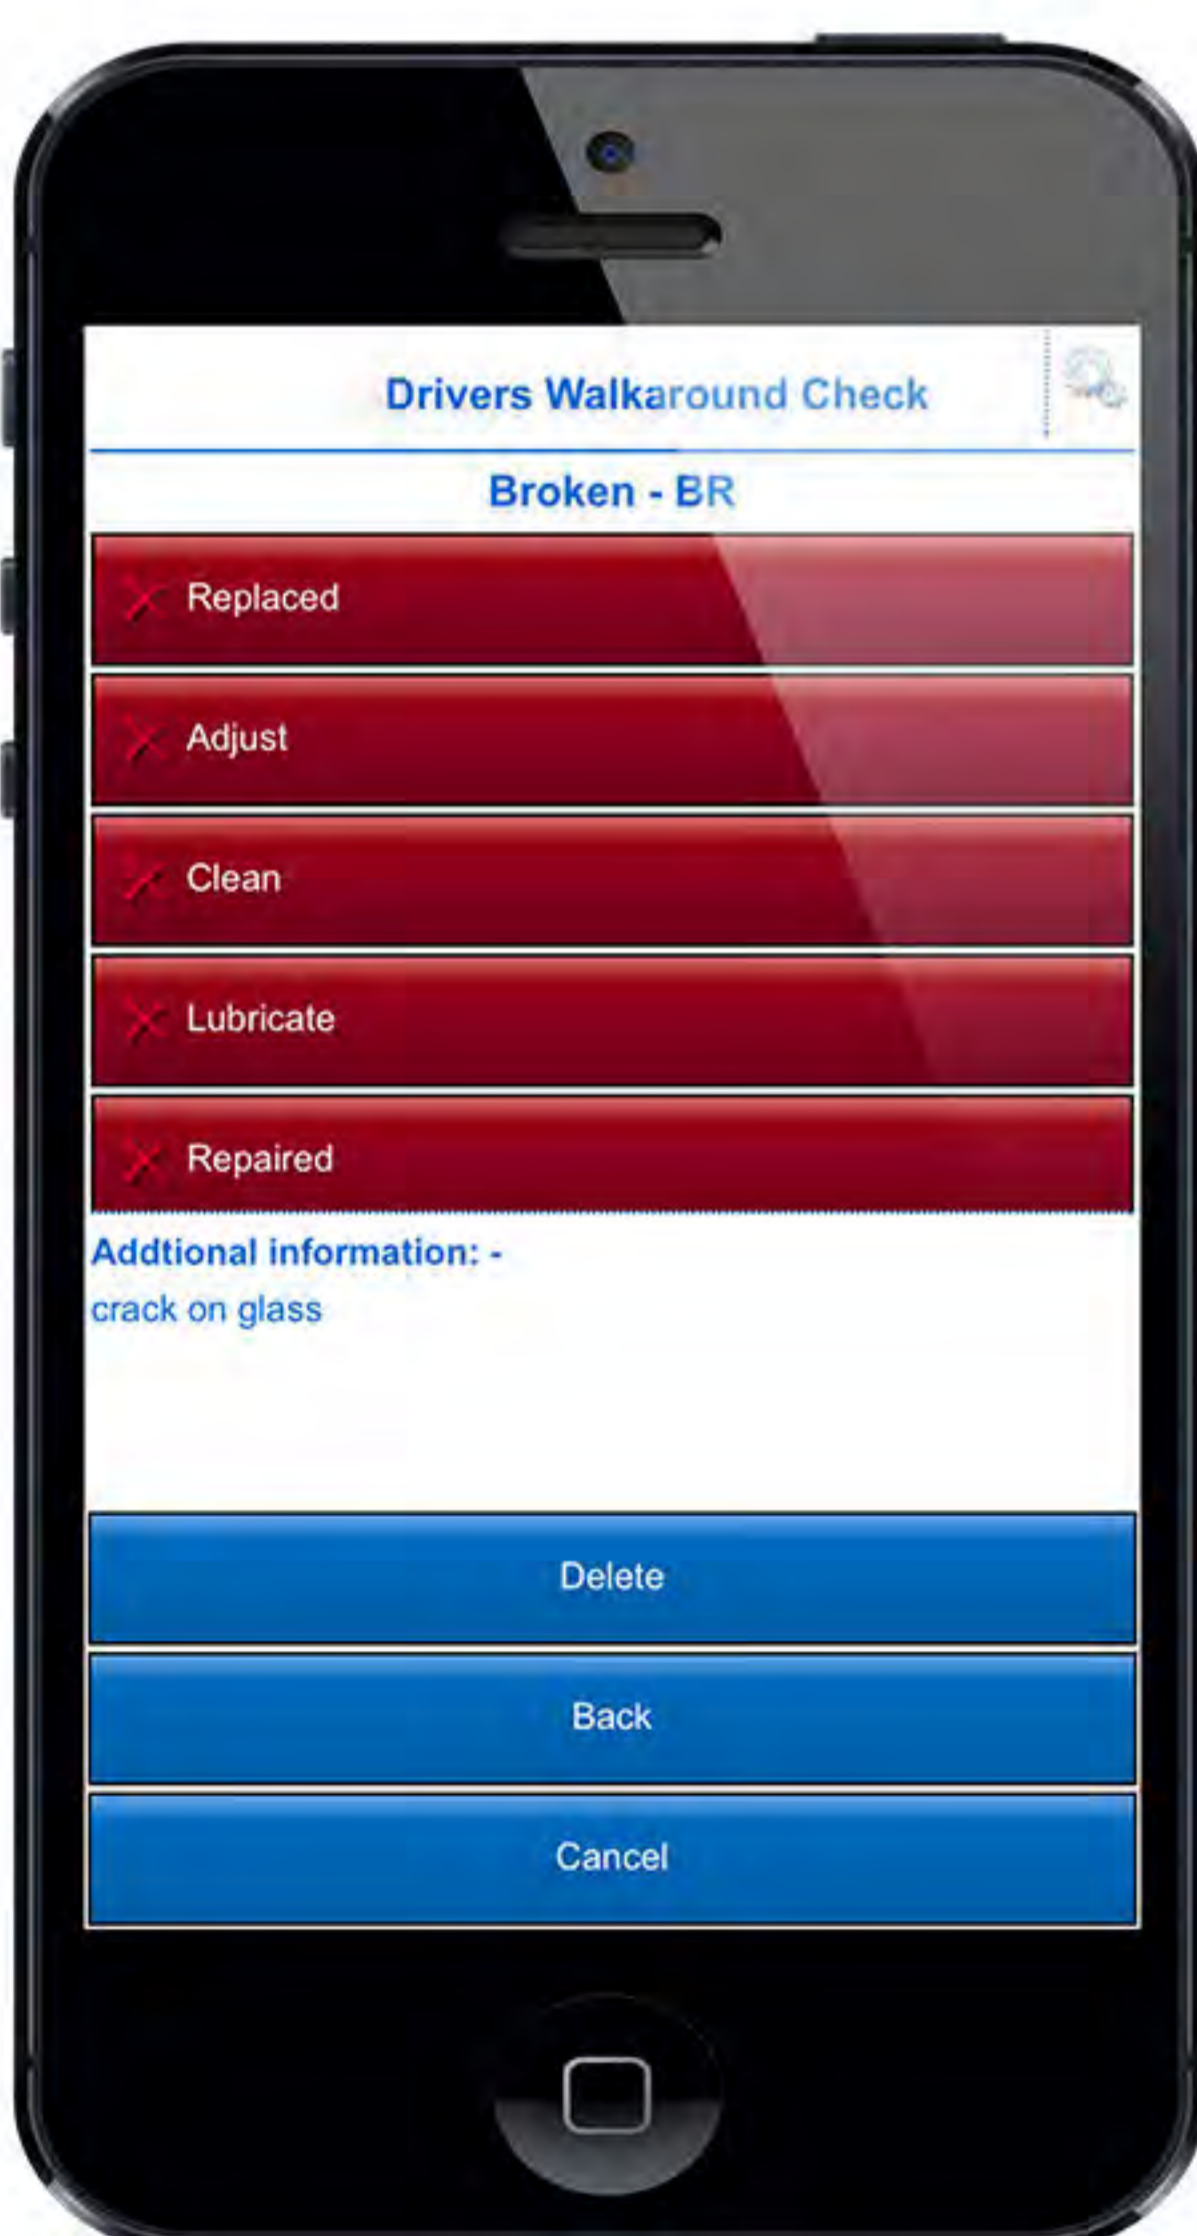 Drivers Walkaround Check
Broken - BR
Replaced
Adjust
Clean
Lubricate
Repaired
Addtional information: -
crack on glass
Delete
Back
Cancel